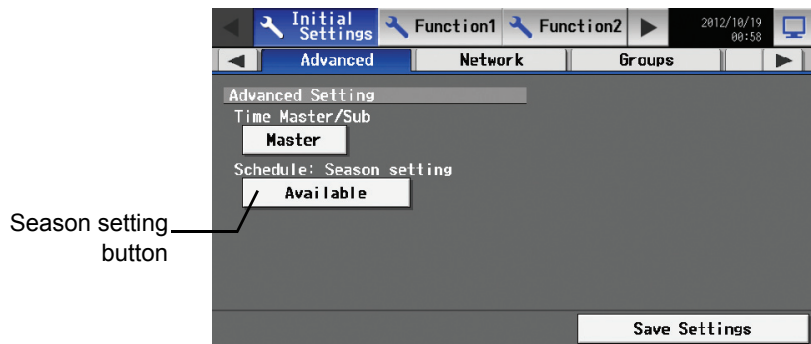 Initial
Settings
Function1
Function2
2012/10/19
00:58
Advanced
Network
Groups
Advanced Setting
Time Master/Sub
Master
Schedule: Season setting
Available
Season setting
button
Save Settings